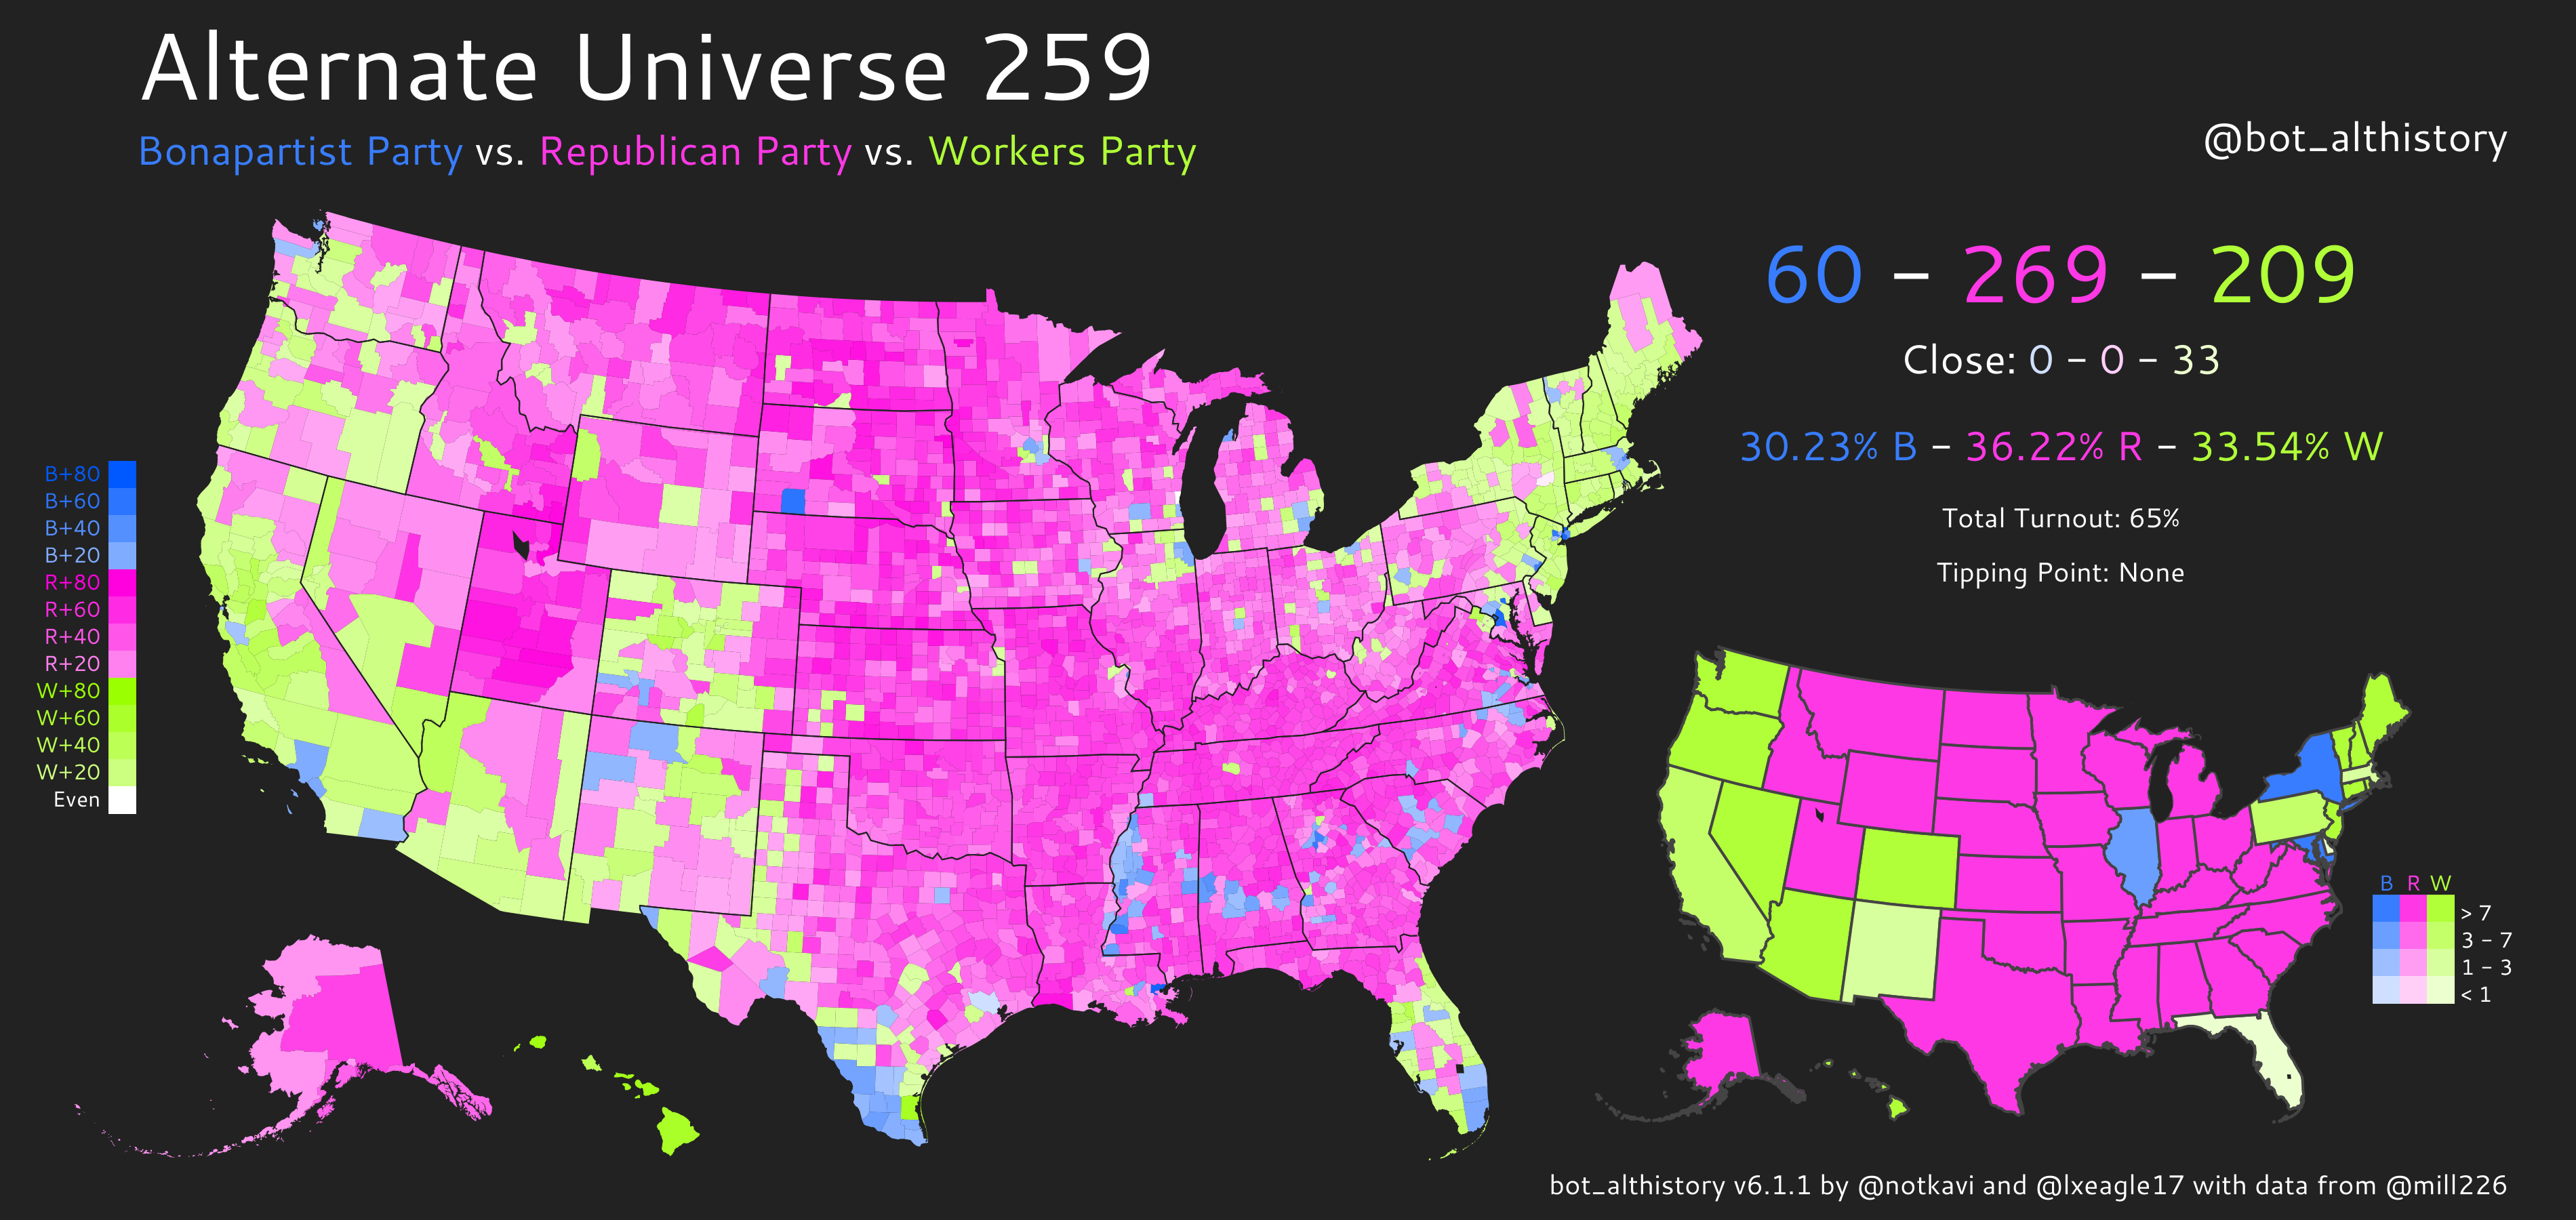 Alternate Universe 259
Bonapartist Party vs. Republican Party vs. Workers Party
@bot_althistory
60 – 269 – 209
Close: 0 – 0 – 33
30.23% B – 36.22% R – 33.54% W
Total Turnout: 65%
Tipping Point: None
B+80
B+60
B+40
B+20
R+80
R+60
R+40
R+20
W+80
W+60
W+40
W+20
Even
B R W
> 7
3 – 7
1 – 3
< 1
bot_althistory v6.1.1 by @notkavi and @lxeagle17 with data from @mill226